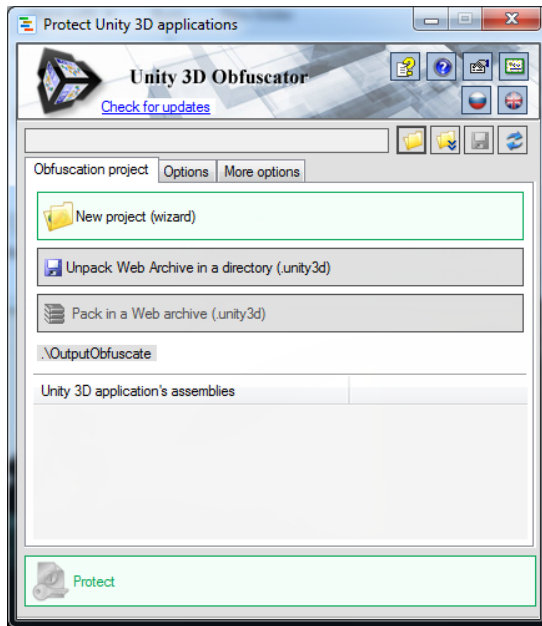 Protect Unity 3D applications
Unity 3D Obfuscator
Check for updates
Obfuscation project Options More options
New project (wizard)
Unpack Web Archive in a directory (.unity3d)
Pack in a Web archive (.unity3d)
.\OutputObfuscate
Unity 3D application's assemblies
Protect